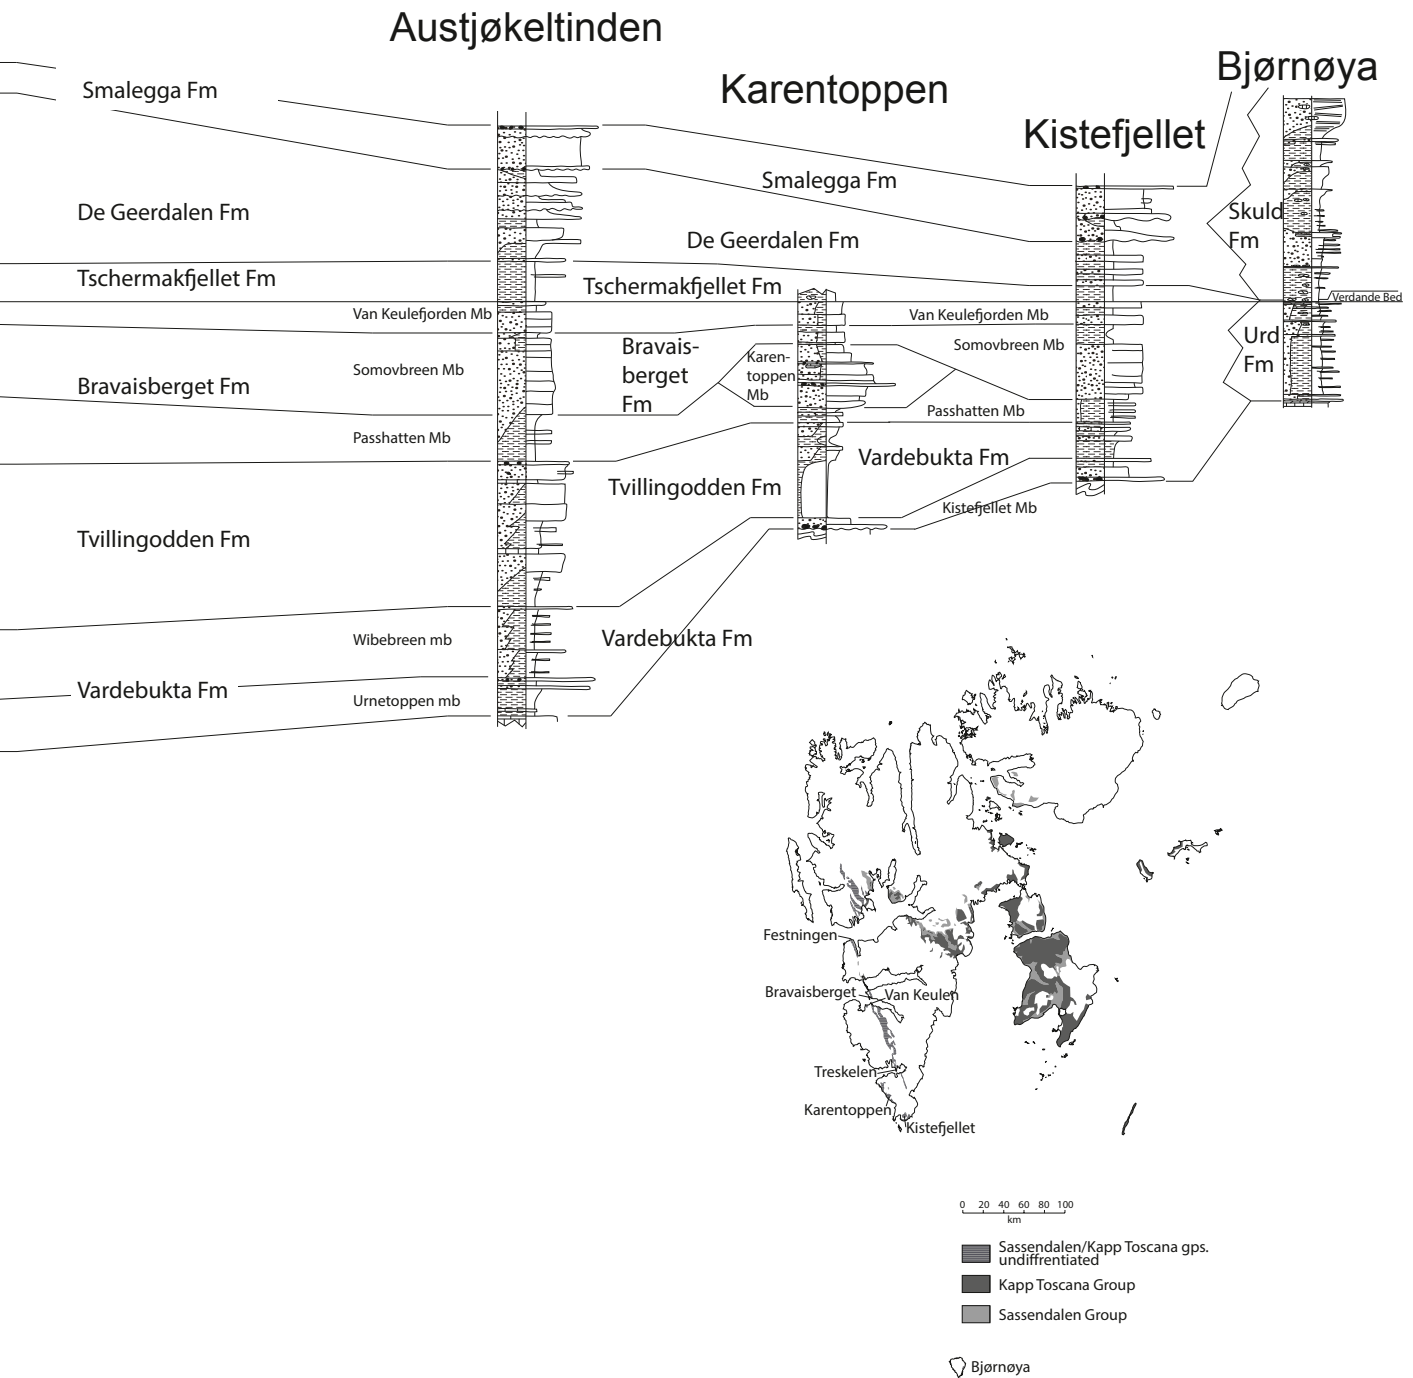 Austjøkeltinden
Karentoppen
Kistefjellet
Bjørnøya
Smalegga Fm
De Geerdalen Fm
Tschermakfjellet Fm
Van Keulefjorden Mb
Somovbreen Mb
Bravaisberget Fm
Passhatten Mb
Tvillingodden Fm
Wibebreen mb
Vardebukta Fm
Urnetoppen mb
Smalegga Fm
De Geerdalen Fm
Tschermakfjellet Fm
Bravais-
berget
Fm
Karen-
toppen
Mb
Tvillingodden Fm
Vardebukta Fm
Van Keulefjorden Mb
Somovbreen Mb
Passhatten Mb
Vardebukta Fm
Kistefjellet Mb
Skuld
Fm
Verdande Bed
Urd
Fm
Festningen
Bravaisberget
Van Keulen
Treskelen
Karentoppen
Kistefjellet
0 20 40 60 80 100
km
Sassendalen/Kapp Toscana gps.
undiffrentiated
Kapp Toscana Group
Sassendalen Group
Bjørnøya